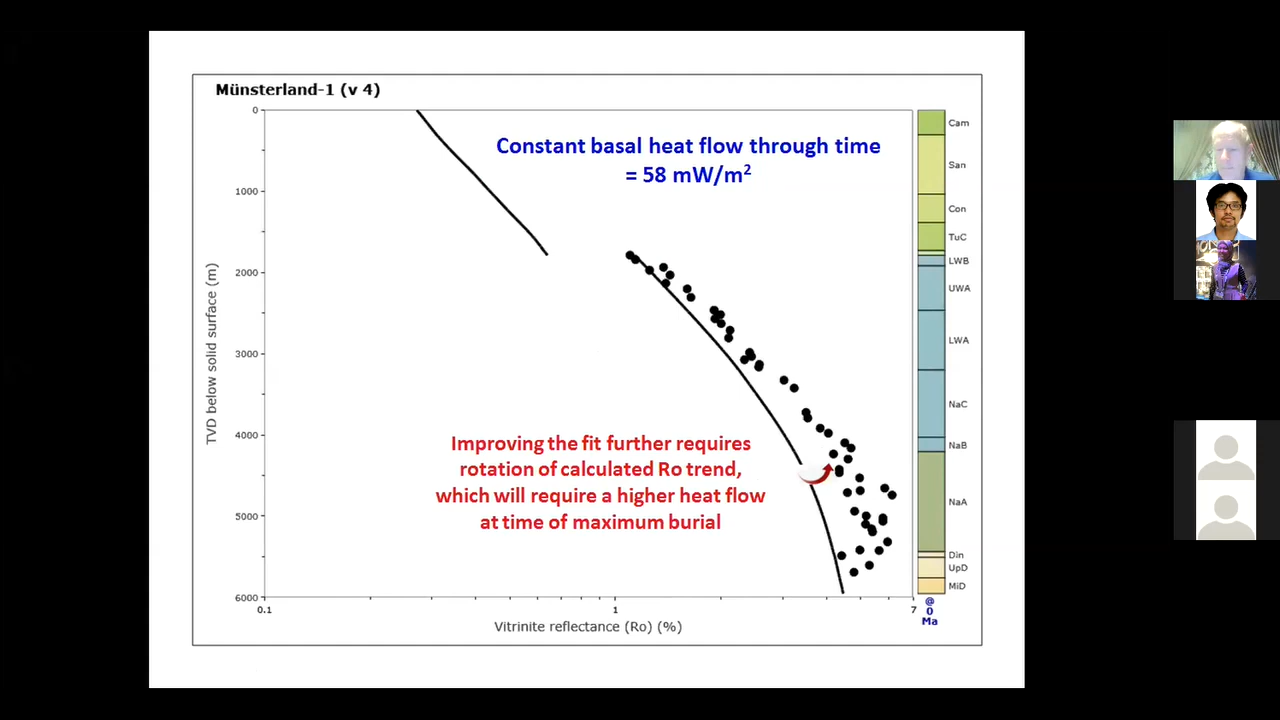 Münsterland-1 (v 4)
Constant basal heat flow through time
= 58 mW/m²
Improving the fit further requires
rotation of calculated Ro trend,
which will require a higher heat flow
at time of maximum burial
TVD below solid surface (m)
0
1000
2000
3000
4000
5000
6000
0.1
1
7
Vitrinite reflectance (Ro) (%)
Cam
San
Con
TuC
LWB
UWA
LWA
NaC
NaB
NaA
Din
UpD
MiD
@
0
Ma